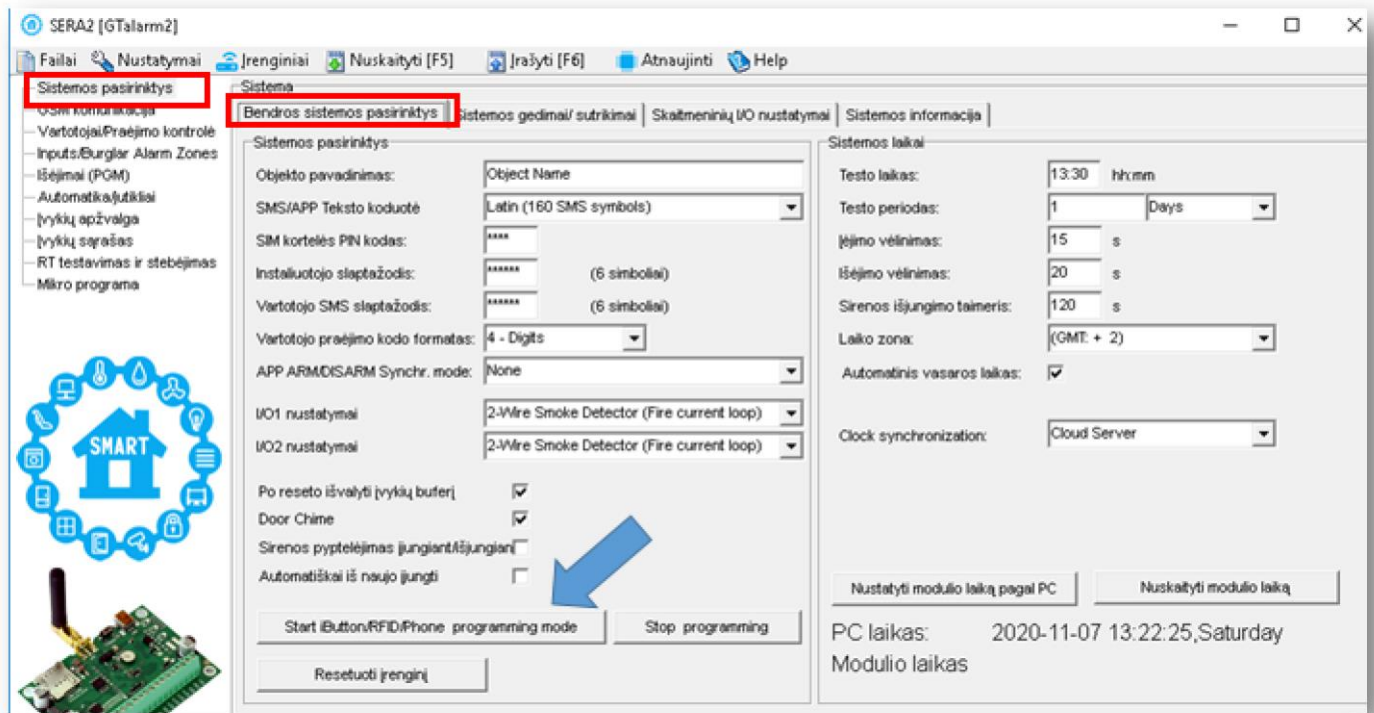 SERA2 [GTalarm2]
Failai Nustatymai Įrenginiai Nuskaityti [F5] Įrašyti [F6] Atnaujinti Help
Sistemos pasirinktys
GSM komunikacija
Vartotojai/Praėjimo kontrolė
Inputs/Burglar Alarm Zones
Išėjimai (PGM)
Automatika/jutikliai
Įvykių apžvalga
Įvykių sąrašas
RT testavimas ir stebėjimas
Mikro programa
SMART
Sistema
Bendros sistemos pasirinktys Sistemos gedimai/ sutrikimai Skaitmeninių I/O nustatymai Sistemos informacija
Sistemos pasirinktys
Objekto pavadinimas: Object Name
SMS/APP Teksto koduotė Latin (160 SMS symbols)
SIM kortelės PIN kodas: ****
Instaliuotojo slaptažodis: ****** (6 simboliai)
Vartotojo SMS slaptažodis: ****** (6 simboliai)
Vartotojo praėjimo kodo formatas: 4 - Digits
APP ARM/DISARM Synchr. mode: None
I/O1 nustatymai 2-Wire Smoke Detector (Fire current loop)
I/O2 nustatymai 2-Wire Smoke Detector (Fire current loop)
Po reseto išvalyti įvykių buferį
Door Chime
Sirenos pyptelėjimas įjungiant/išjungiant
Automatiškai iš naujo įjungti
Start iButton/RFID/Phone programming mode Stop programming
Resetuoti įrenginį
Sistemos laikai
Testo laikas: 13:30 hh:mm
Testo periodas: 1 Days
Įėjimo vėlinimas: 15 s
Išėjimo vėlinimas: 20 s
Sirenos išjungimo taimeris: 120 s
Laiko zona: (GMT: + 2)
Automatinis vasaros laikas:
Clock synchronization: Cloud Server
Nustatyti modulio laiką pagal PC Nuskaityti modulio laiką
PC laikas: 2020-11-07 13:22:25,Saturday
Modulio laikas